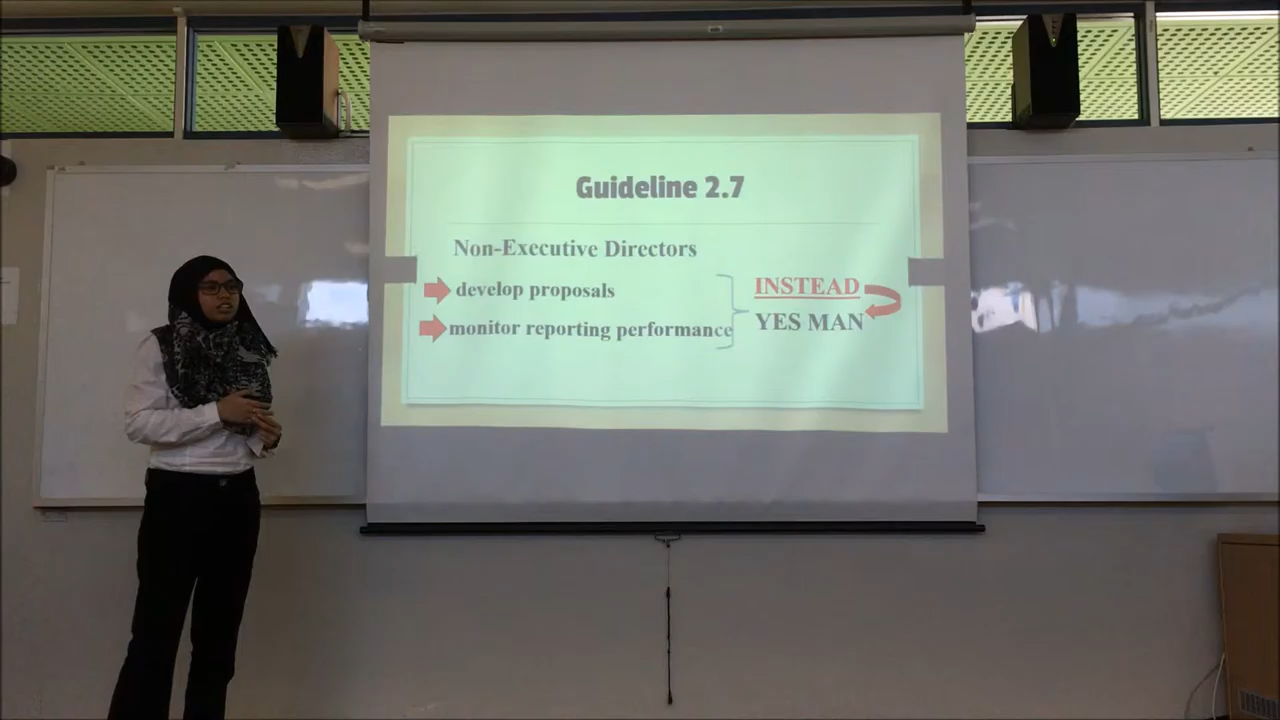 Guideline 2.7
Non-Executive Directors
develop proposals
monitor reporting performance
INSTEAD
YES MAN